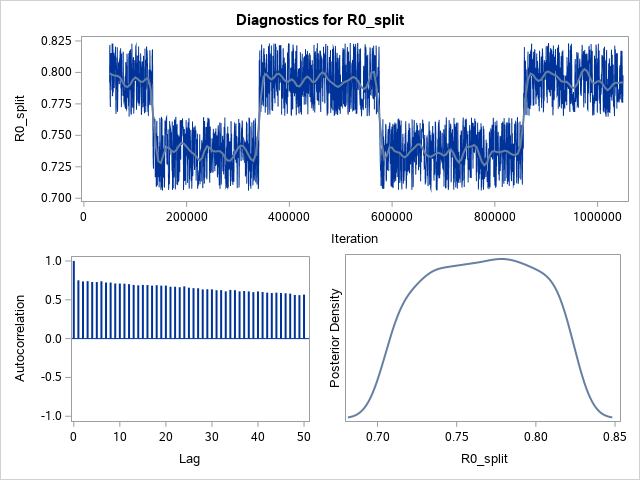 Diagnostics for R0_split
0.825
0.800
0.775
0.750
0.725
0.700
R0_split
0 200000 400000 600000 800000 1000000
Iteration
1.0
0.5
0.0
-0.5
-1.0
Autocorrelation
0 10 20 30 40 50
Lag
Posterior Density
0.70 0.75 0.80 0.85
R0_split